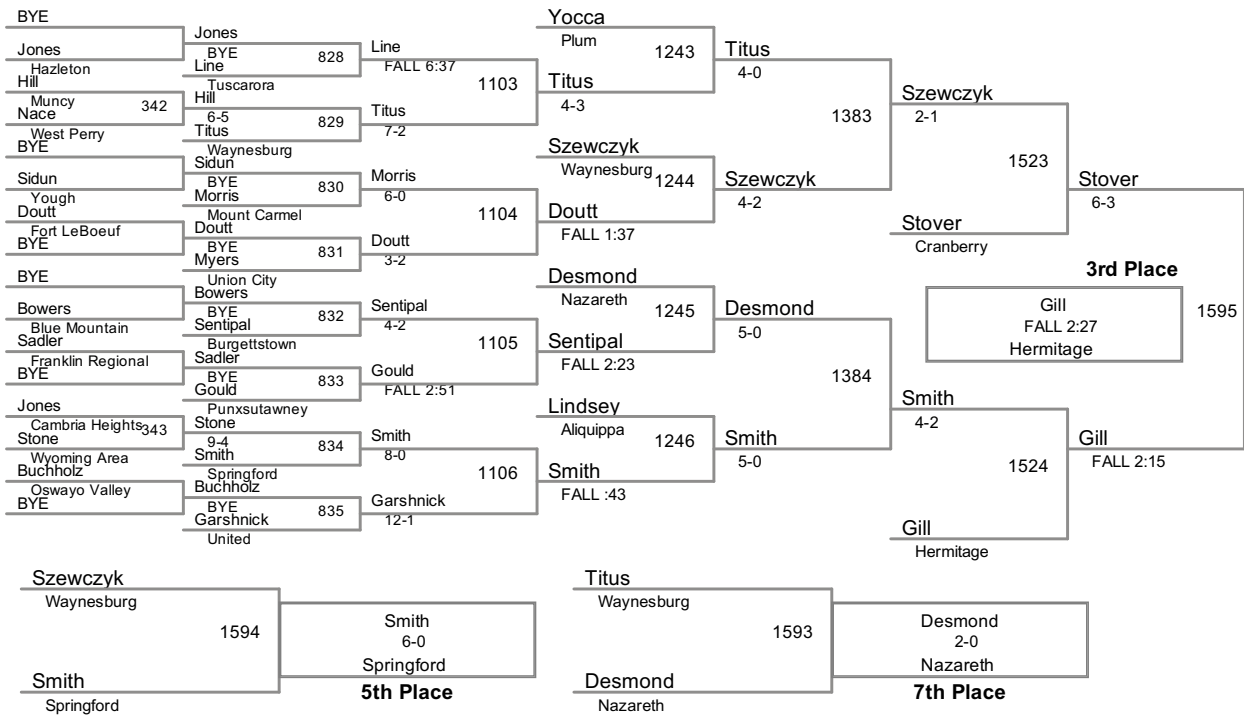 BYE
Jones
Hazleton
Hill
Muncy
342
Nace
West Perry
BYE
Sidun
Yough
Doutt
Fort LeBoeuf
BYE
BYE
Bowers
Blue Mountain
Sadler
Franklin Regional
BYE
Jones
Cambria Heights
343
Stone
Wyoming Area
Buchholz
Oswayo Valley
BYE
Jones
BYE
828
Line
Tuscarora
Hill
6-5
829
Titus
Waynesburg
Sidun
BYE
830
Morris
Mount Carmel
Doutt
BYE
831
Myers
Union City
Bowers
BYE
832
Sentipal
Burgettstown
Sadler
BYE
833
Gould
Punxsutawney
Stone
9-4
834
Smith
Springford
Buchholz
BYE
835
Garshnick
United
Line
FALL 6:37
1103
Titus
7-2
Morris
6-0
1104
Doutt
3-2
Sentipal
4-2
1105
Gould
FALL 2:51
Smith
8-0
1106
Garshnick
12-1
Yocca
Plum
1243
Titus
4-3
Szewczyk
Waynesburg
1244
Doutt
FALL 1:37
Desmond
Nazareth
1245
Sentipal
FALL 2:23
Lindsey
Aliquippa
1246
Smith
FALL :43
Titus
4-0
1383
Szewczyk
4-2
Desmond
5-0
1384
Smith
5-0
Szewczyk
2-1
1523
Stover
Cranberry
Smith
4-2
1524
Gill
Hermitage
Stover
6-3
3rd Place
Gill
FALL 2:27
Hermitage
1595
Gill
FALL 2:15
Szewczyk
Waynesburg
1594
Smith
Springford
Smith
6-0
Springford
5th Place
Titus
Waynesburg
1593
Desmond
Nazareth
Desmond
2-0
Nazareth
7th Place